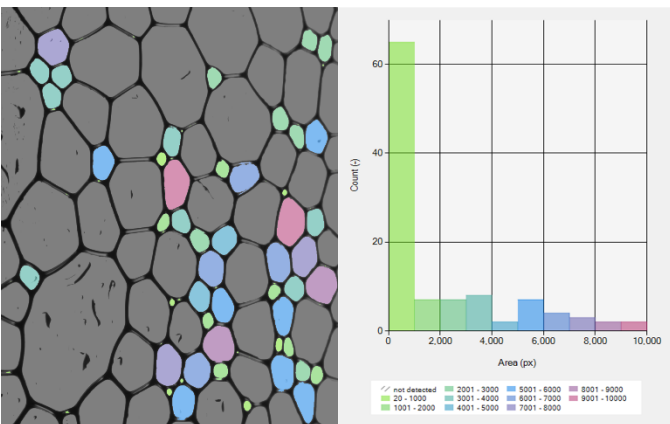 60
40
20
0
Count (-)
0 2.000 4.000 6.000 8.000 10.000
Area (px)
not detected 2001 - 3000 5001 - 6000 8001 - 9000
20 - 1000 3001 - 4000 6001 - 7000 9001 - 10000
1001 - 2000 4001 - 5000 7001 - 8000